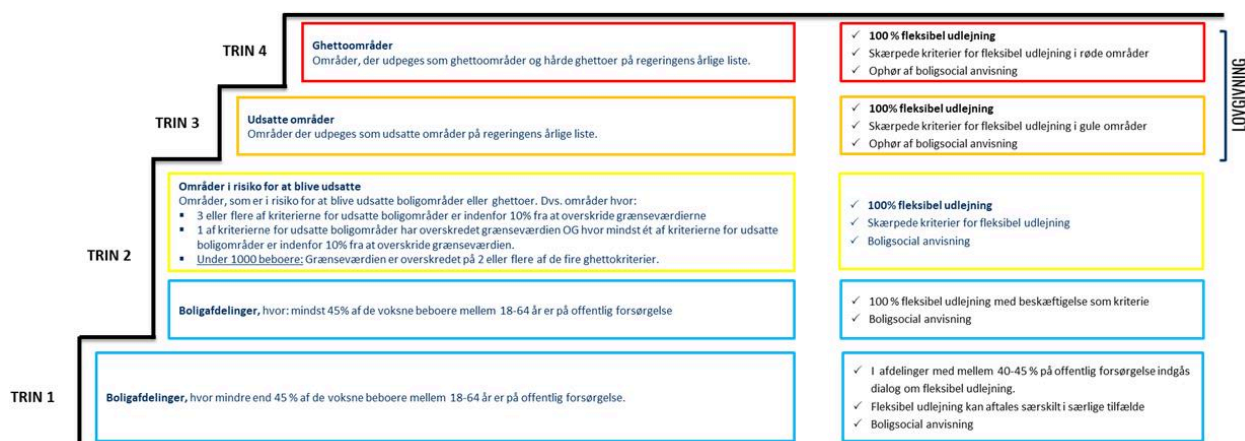 TRIN 4
Ghettoområder
Områder, der udpeges som ghettoområder og hårde ghettoer på regeringens årlige liste.
✓ 100 % fleksibel udlejning
✓ Skærpede kriterier for fleksibel udlejning i røde områder
✓ Ophør af boligsocial anvisning
LOVGIVNING
TRIN 3
Udsatte områder
Områder der udpeges som udsatte områder på regeringens årlige liste.
✓ 100% fleksibel udlejning
✓ Skærpede kriterier for fleksibel udlejning i gule områder
✓ Ophør af boligsocial anvisning
TRIN 2
Områder i risiko for at blive udsatte
Områder, som er i risiko for at blive udsatte boligområder eller ghettoer. Dvs. områder hvor:
▪ 3 eller flere af kriterierne for udsatte boligområder er indenfor 10% fra at overskride grænseværdierne
▪ 1 af kriterierne for udsatte boligområder har overskredet grænseværdien OG hvor mindst ét af kriterierne for udsatte
boligområder er indenfor 10% fra at overskride grænseværdien.
▪ Under 1000 beboere: Grænseværdien er overskredet på 2 eller flere af de fire ghettokriterier.
✓ 100% fleksibel udlejning
✓ Skærpede kriterier for fleksibel udlejning
✓ Boligsocial anvisning
Boligafdelinger, hvor: mindst 45% af de voksne beboere mellem 18-64 år er på offentlig forsørgelse
✓ 100 % fleksibel udlejning med beskæftigelse som kriterie
✓ Boligsocial anvisning
TRIN 1
Boligafdelinger, hvor mindre end 45 % af de voksne beboere mellem 18-64 år er på offentlig forsørgelse.
✓ I afdelinger med mellem 40-45 % på offentlig forsørgelse indgås
dialog om fleksibel udlejning.
✓ Fleksibel udlejning kan aftales særskilt i særlige tilfælde
✓ Boligsocial anvisning